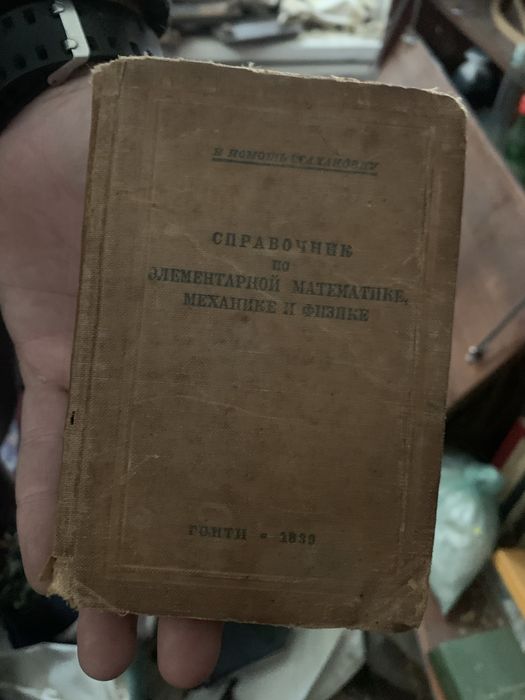 В ПОМОЩЬ СТАХАНОВЦУ
СПРАВОЧНИК
ПО
ЭЛЕМЕНТАРНОЙ МАТЕМАТИКЕ,
МЕХАНИКЕ И ФИЗИКЕ
ГОНТИ • 1939